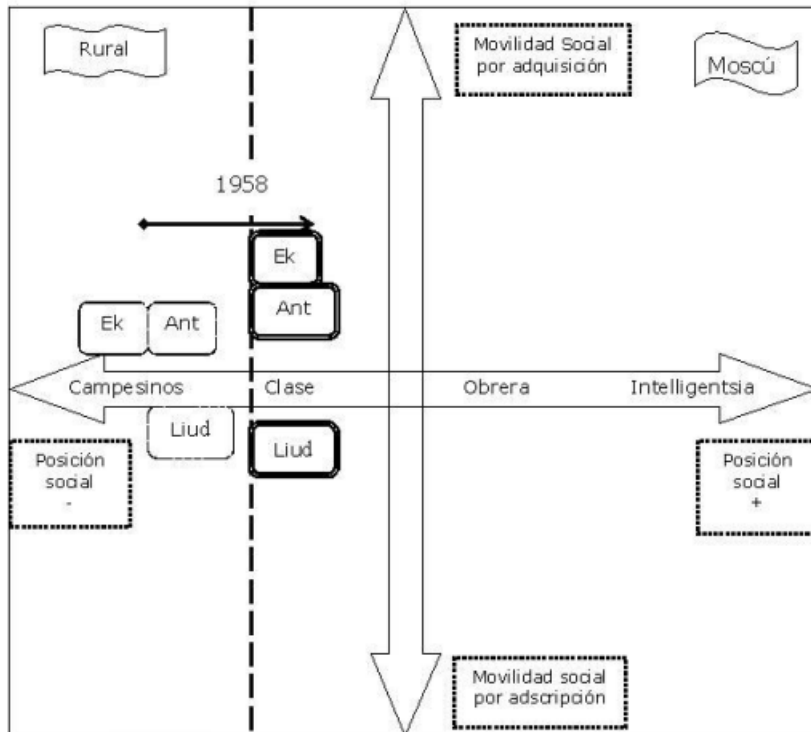 Rural
Movilidad Social
por adquisición
Moscú
1958
Ek
Ant
Ek
Ant
Campesinos
Clase
Obrera
Intelligentsia
Liud
Liud
Posición
social
-
Posición
social
+
Movilidad social
por adscripción